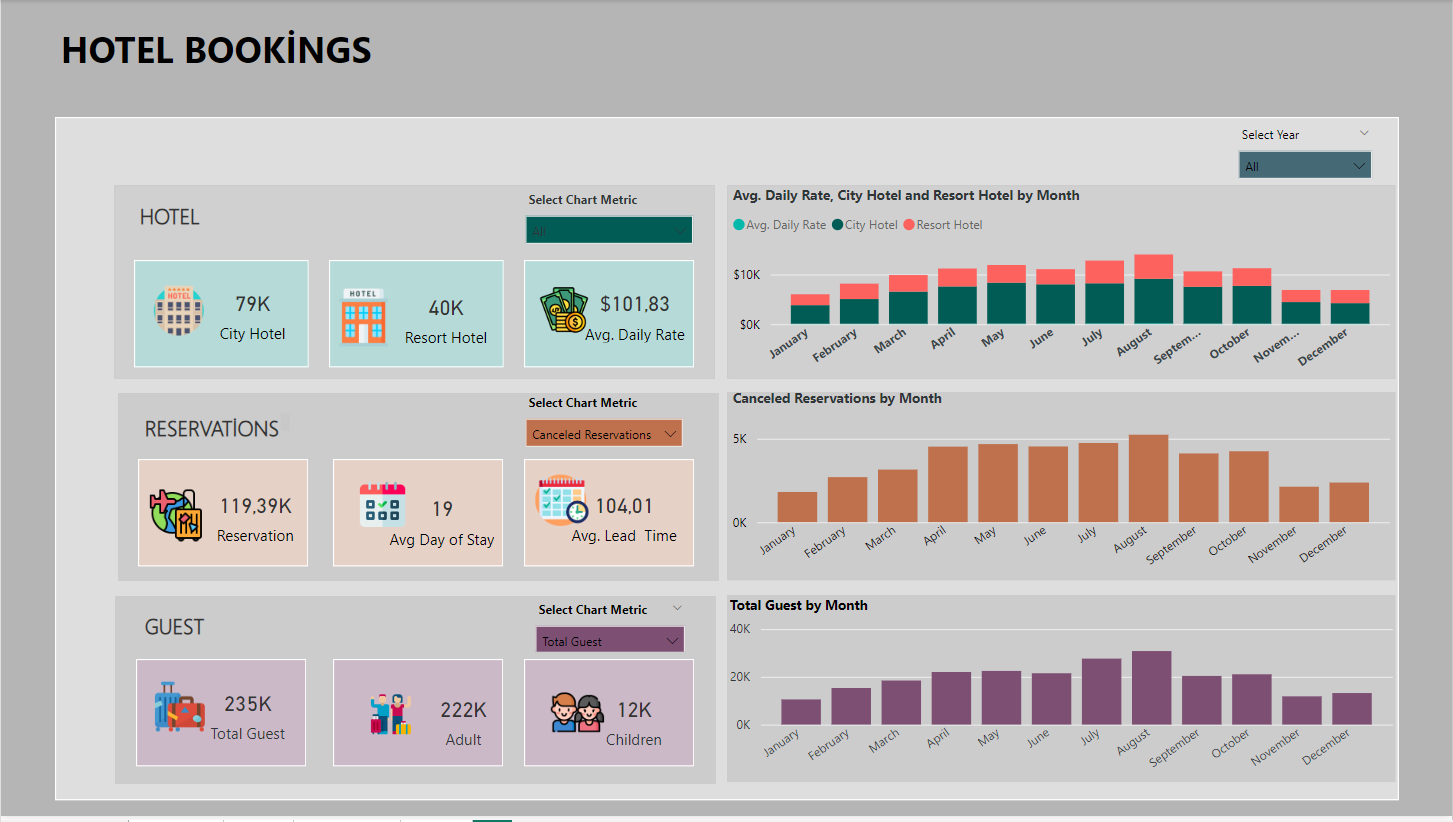 HOTEL BOOKİNGS
Select Year
All
HOTEL
Select Chart Metric
All
HOTEL
79K
City Hotel
HOTEL
40K
Resort Hotel
$101,83
Avg. Daily Rate
Avg. Daily Rate, City Hotel and Resort Hotel by Month
Avg. Daily Rate City Hotel Resort Hotel
$10K
$0K
January February March April May June July August Septem... October Novem... December
RESERVATİONS
Select Chart Metric
Canceled Reservations
119,39K
Reservation
19
Avg Day of Stay
104,01
Avg. Lead Time
Canceled Reservations by Month
5K
0K
January February March April May June July August September October November December
GUEST
Select Chart Metric
Total Guest
235K
Total Guest
222K
Adult
12K
Children
Total Guest by Month
40K
20K
0K
January February March April May June July August September October November December